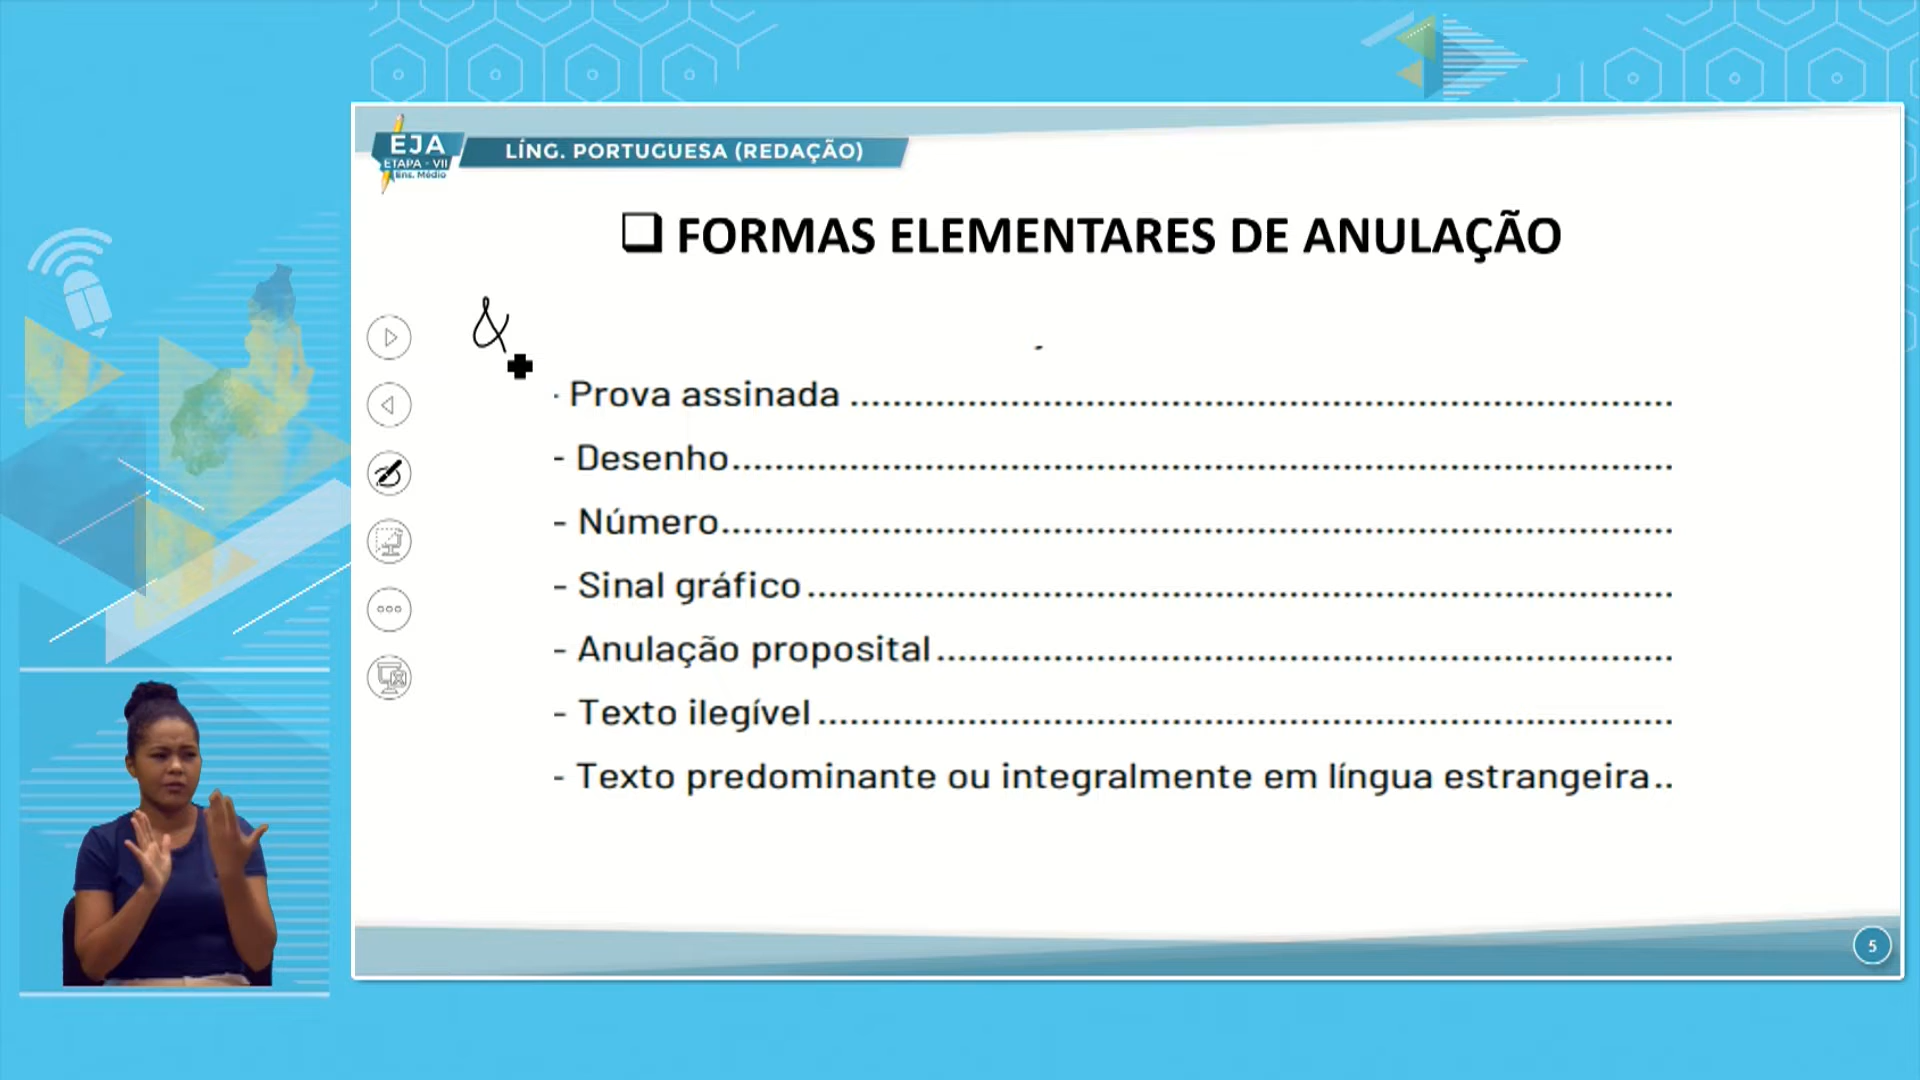 EJA
ETAPA - VII
Ens. Médio
LÍNG. PORTUGUESA (REDAÇÃO)
❑ FORMAS ELEMENTARES DE ANULAÇÃO
&
- Prova assinada ........................................................................
- Desenho........................................................................
- Número........................................................................
- Sinal gráfico ........................................................................
- Anulação proposital........................................................................
- Texto ilegível ........................................................................
- Texto predominante ou integralmente em língua estrangeira..
5